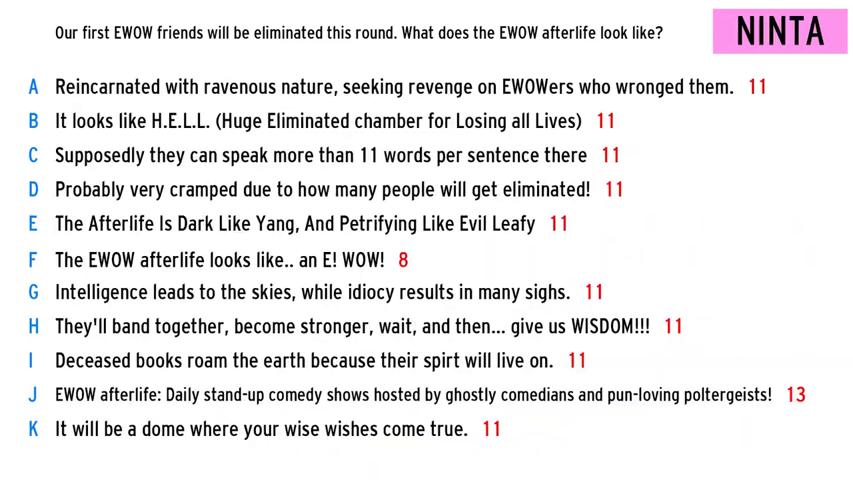 Our first EWOW friends will be eliminated this round. What does the EWOW afterlife look like?
NINTA
A Reincarnated with ravenous nature, seeking revenge on EWOWers who wronged them. 11
B It looks like H.E.L.L. (Huge Eliminated chamber for Losing all Lives) 11
C Supposedly they can speak more than 11 words per sentence there 11
D Probably very cramped due to how many people will get eliminated! 11
E The Afterlife Is Dark Like Yang, And Petrifying Like Evil Leafy 11
F The EWOW afterlife looks like.. an E! WOW! 8
G Intelligence leads to the skies, while idiocy results in many sighs. 11
H They'll band together, become stronger, wait, and then... give us WISDOM!!! 11
I Deceased books roam the earth because their spirt will live on. 11
J EWOW afterlife: Daily stand-up comedy shows hosted by ghostly comedians and pun-loving poltergeists! 13
K It will be a dome where your wise wishes come true. 11